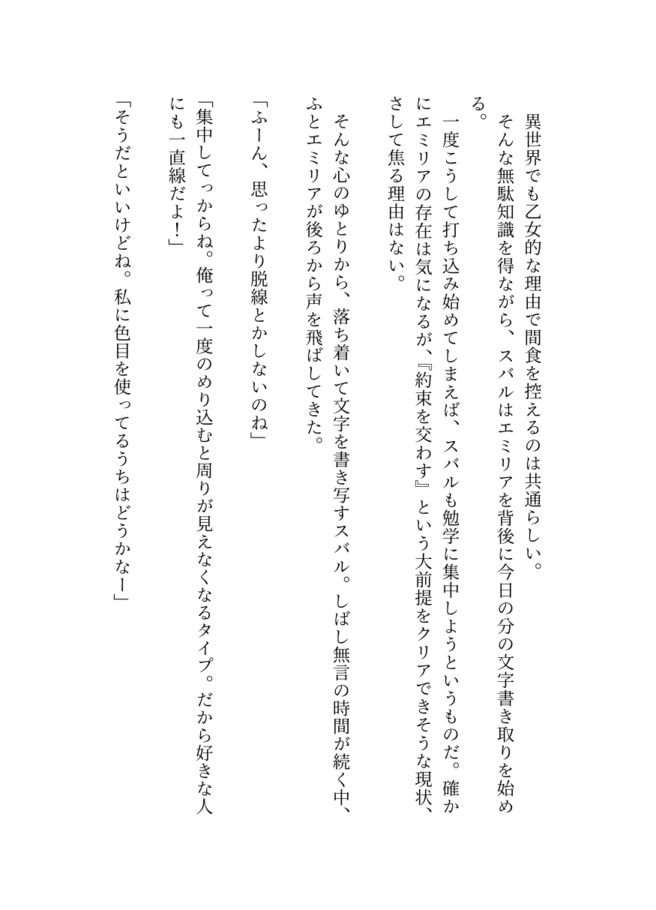 異世界でも乙女的な理由で間食を控えるのは共通らしい。
そんな無駄知識を得ながら、スバルはエミリアを背後に今日の分の文字書き取りを始め
る。
一度こうして打ち込み始めてしまえば、スバルも勉学に集中しようというものだ。確か
にエミリアの存在は気になるが、『約束を交わす』という大前提をクリアできそうな現状、
さして焦る理由はない。
そんな心のゆとりから、落ち着いて文字を書き写すスバル。しばし無言の時間が続く中、
ふとエミリアが後ろから声を飛ばしてきた。
「ふーん、思ったより脱線とかしないのね」
「集中してっからね。俺って一度のめり込むと周りが見えなくなるタイプ。だから好きな人
にも一直線だよ！」
「そうだといいけどね。私に色目を使ってるうちはどうかなー」